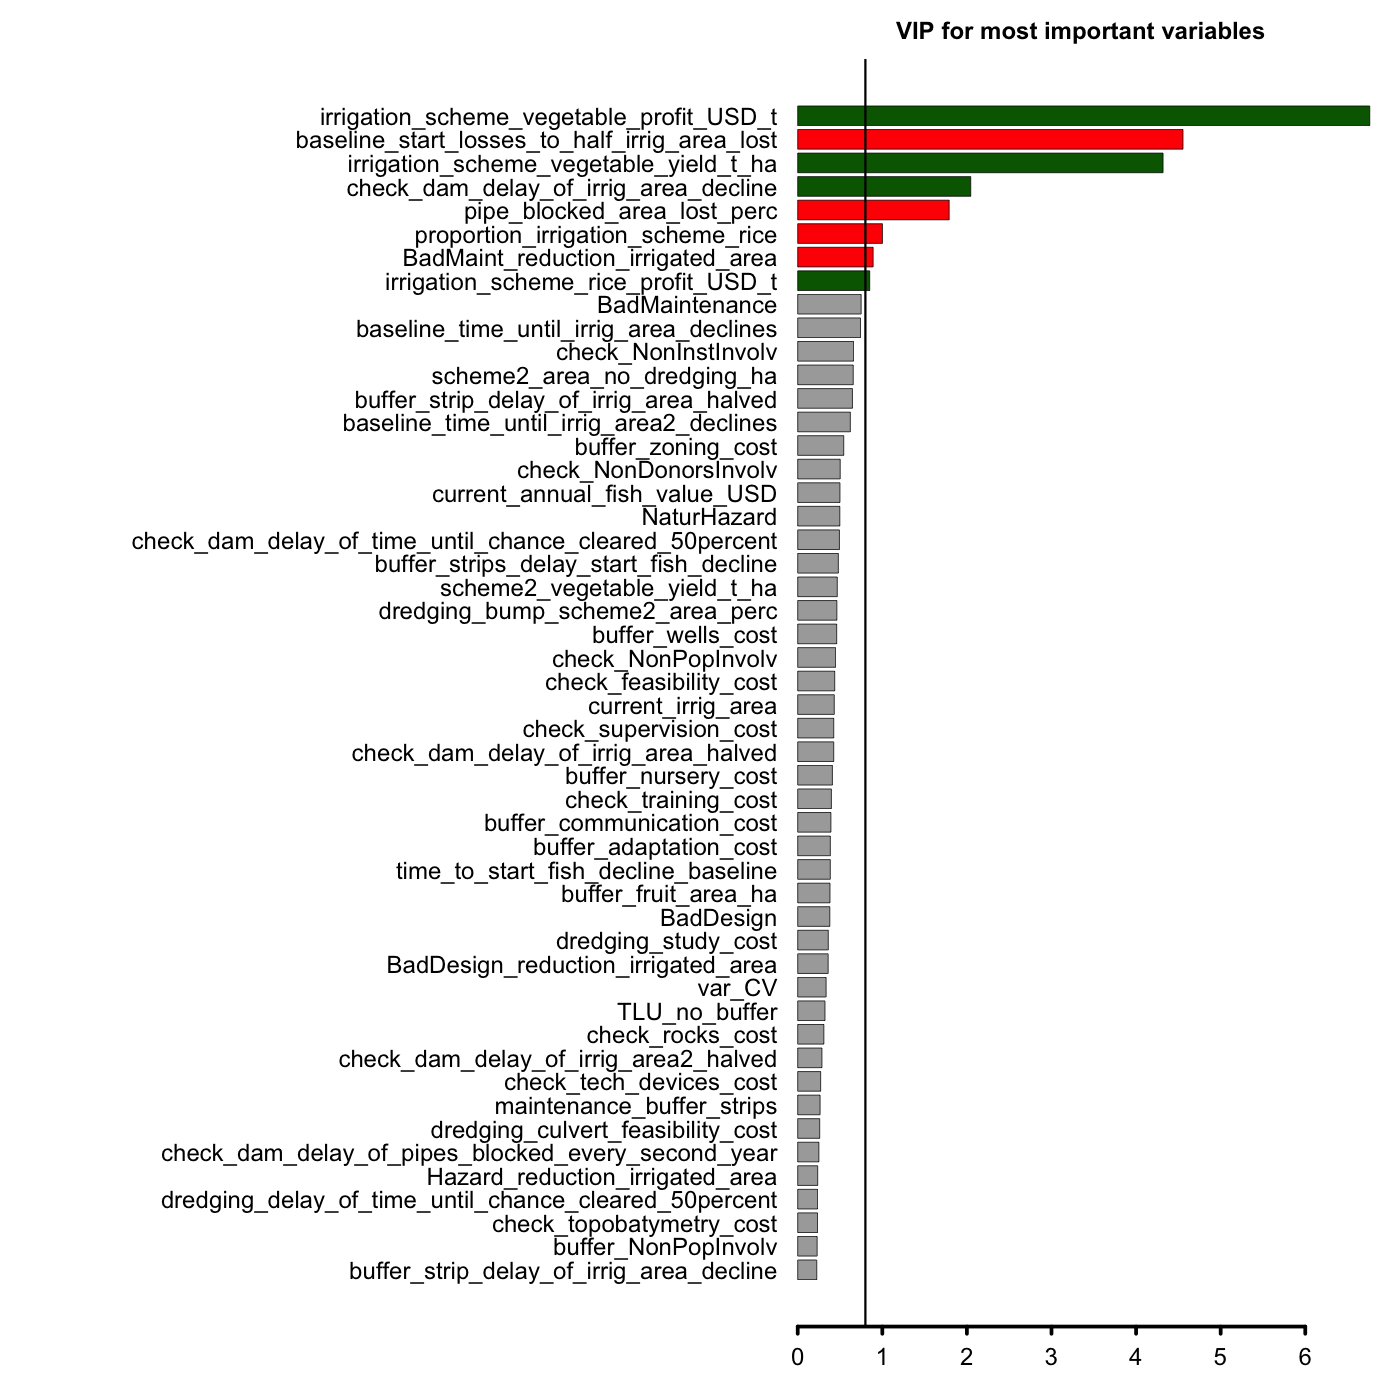 VIP for most important variables
irrigation_scheme_vegetable_profit_USD_t
baseline_start_losses_to_half_irrig_area_lost
irrigation_scheme_vegetable_yield_t_ha
check_dam_delay_of_irrig_area_decline
pipe_blocked_area_lost_perc
proportion_irrigation_scheme_rice
BadMaint_reduction_irrigated_area
irrigation_scheme_rice_profit_USD_t
BadMaintenance
baseline_time_until_irrig_area_declines
check_NonInstInvolv
scheme2_area_no_dredging_ha
buffer_strip_delay_of_irrig_area_halved
baseline_time_until_irrig_area2_declines
buffer_zoning_cost
check_NonDonorsInvolv
current_annual_fish_value_USD
NaturHazard
check_dam_delay_of_time_until_chance_cleared_50percent
buffer_strips_delay_start_fish_decline
scheme2_vegetable_yield_t_ha
dredging_bump_scheme2_area_perc
buffer_wells_cost
check_NonPopInvolv
check_feasibility_cost
current_irrig_area
check_supervision_cost
check_dam_delay_of_irrig_area_halved
buffer_nursery_cost
check_training_cost
buffer_communication_cost
buffer_adaptation_cost
time_to_start_fish_decline_baseline
buffer_fruit_area_ha
BadDesign
dredging_study_cost
BadDesign_reduction_irrigated_area
var_CV
TLU_no_buffer
check_rocks_cost
check_dam_delay_of_irrig_area2_halved
check_tech_devices_cost
maintenance_buffer_strips
dredging_culvert_feasibility_cost
check_dam_delay_of_pipes_blocked_every_second_year
Hazard_reduction_irrigated_area
dredging_delay_of_time_until_chance_cleared_50percent
check_topobatymetry_cost
buffer_NonPopInvolv
buffer_strip_delay_of_irrig_area_decline
0 1 2 3 4 5 6